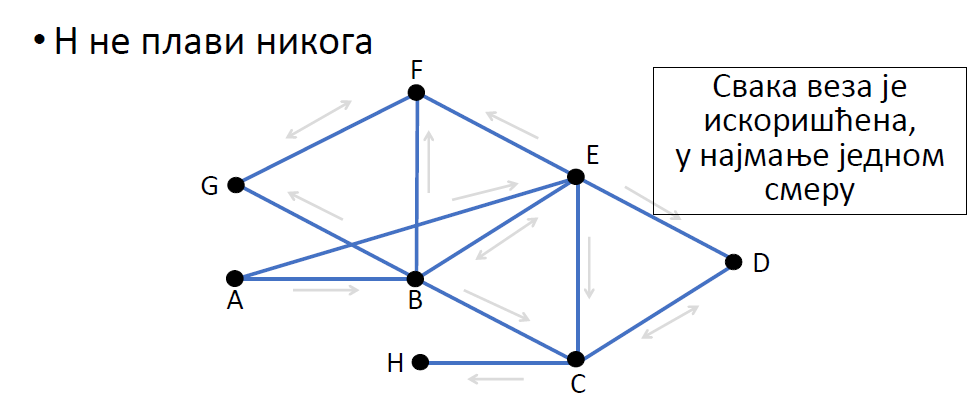 • Н не плави никога
Свака веза је
искоришћена,
у најмање једном
смеру
F
E
G
D
A
B
H
C